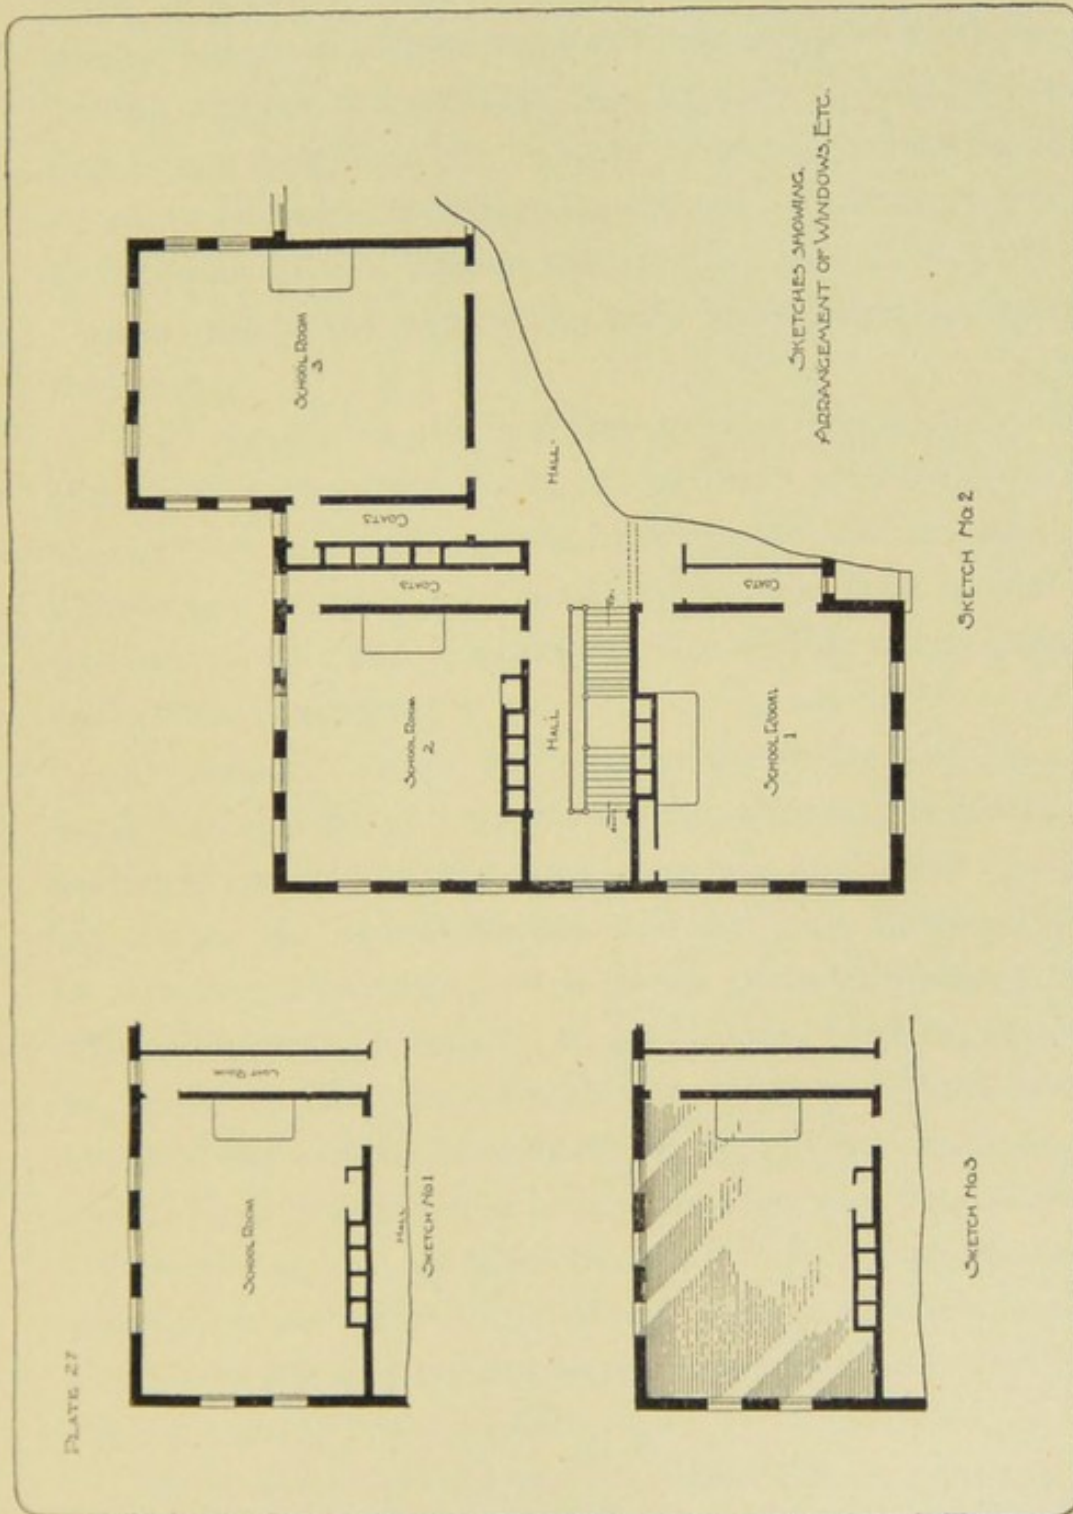 PLATE 27
SCHOOL ROOM
COAT ROOM
HALL
SKETCH No 1
SCHOOL ROOM
2
COATS
COATS
SCHOOL ROOM
3
HALL
HALL
SCHOOL ROOM
1
COATS
SKETCH No 2
SKETCH No 3
SKETCHES SHOWING
ARRANGEMENT OF WINDOWS, ETC.